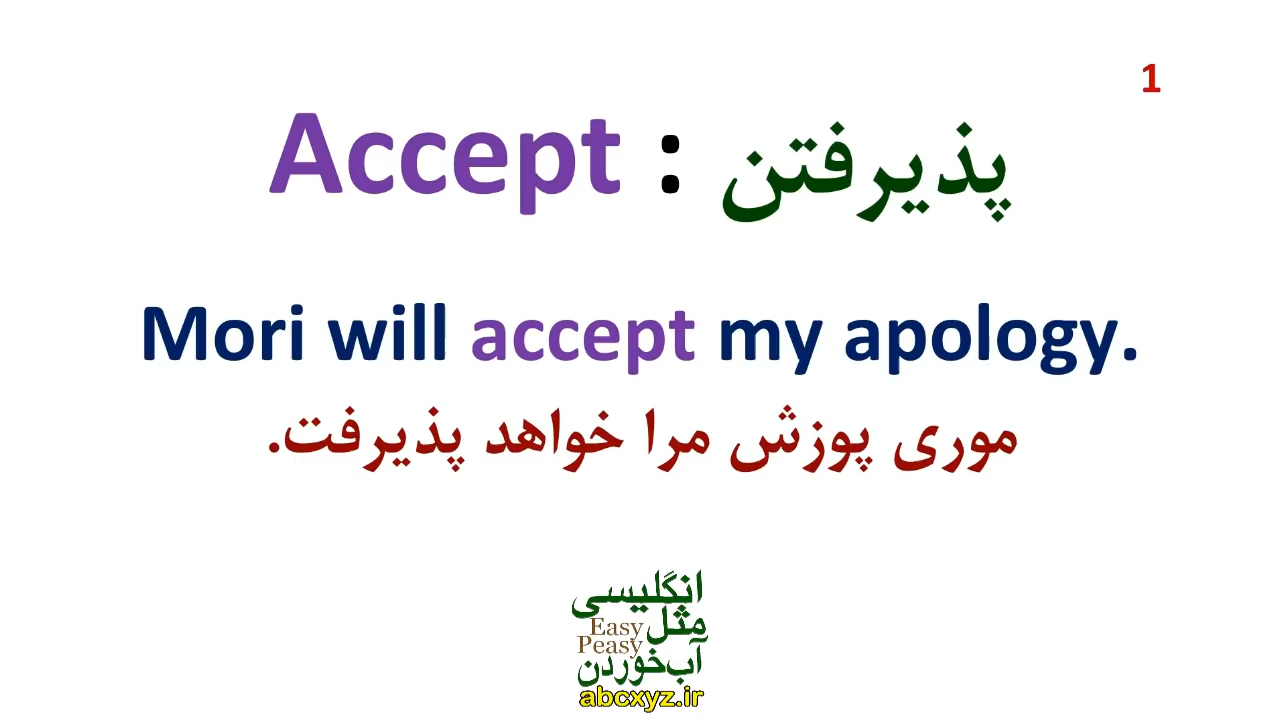 1
Accept : پذیرفتن
Mori will accept my apology.
موری پوزش مرا خواهد پذیرفت.
انگلیسی
مثل
Easy
Peasy
آب‌خوردن
abcxyz.ir